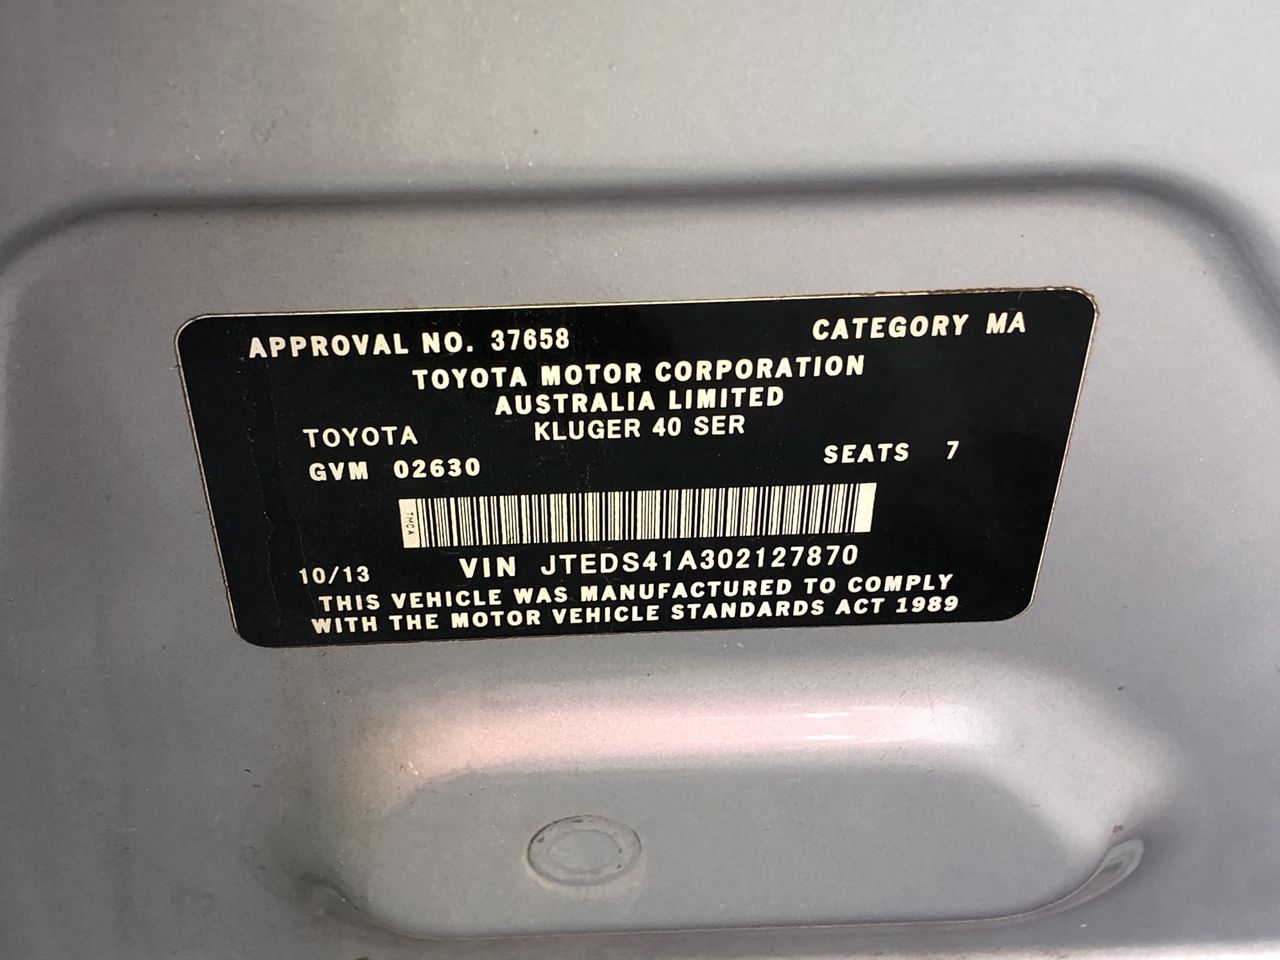 APPROVAL NO. 37658 CATEGORY MA
TOYOTA MOTOR CORPORATION
AUSTRALIA LIMITED
TOYOTA KLUGER 40 SER
GVM 02630 SEATS 7
TMCA
10/13 VIN JTEDS41A302127870
THIS VEHICLE WAS MANUFACTURED TO COMPLY
WITH THE MOTOR VEHICLE STANDARDS ACT 1989